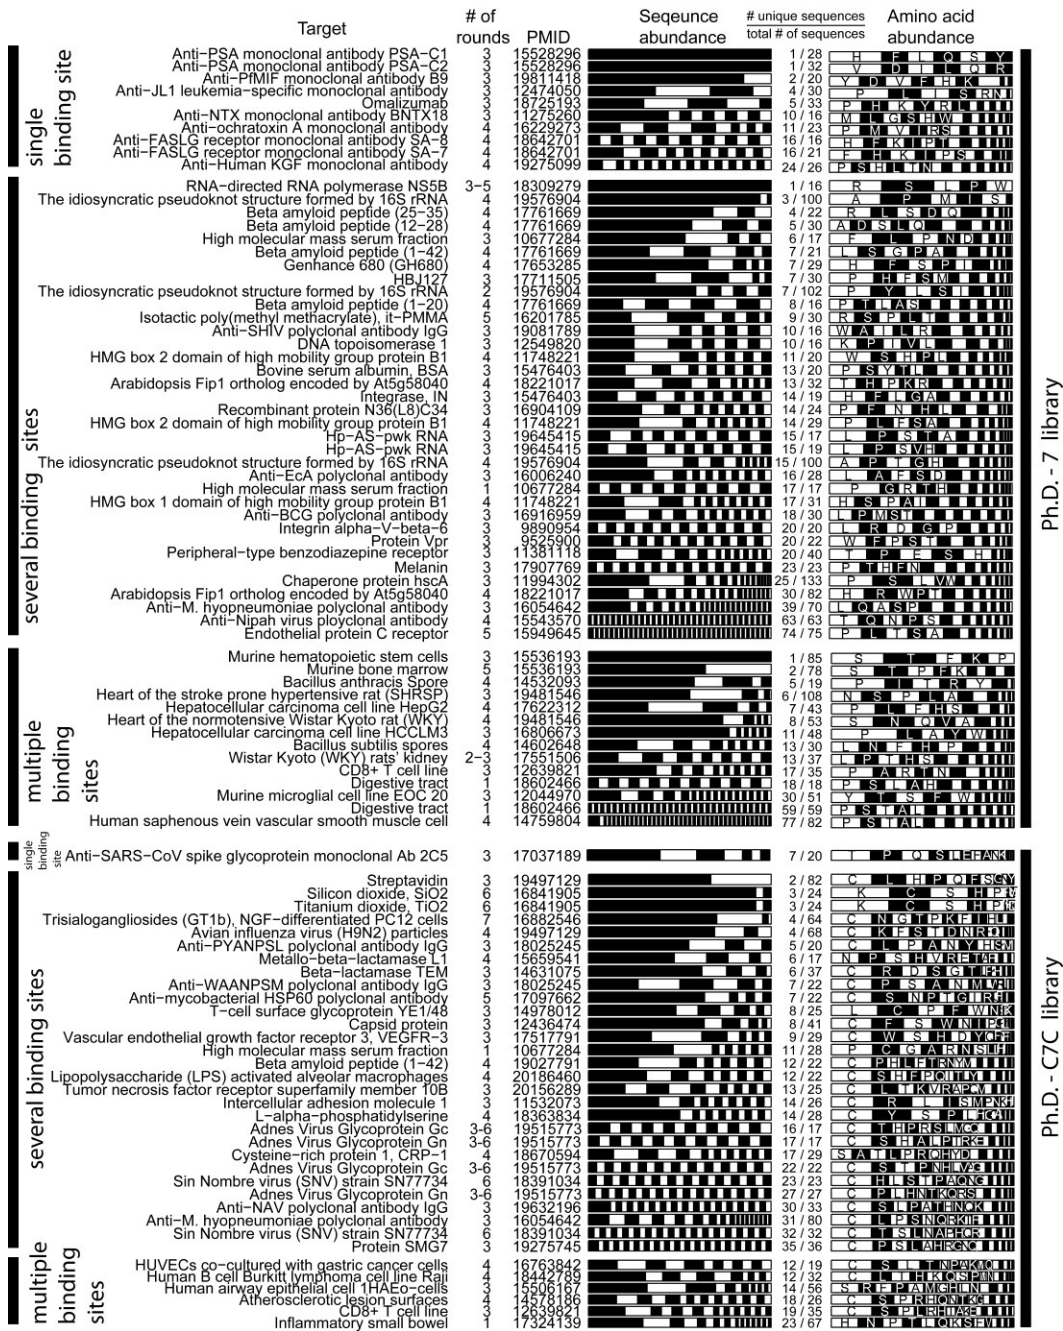 Target # of rounds PMID Seqeunce abundance # unique sequences / total # of sequences Amino acid abundance
single binding site
Anti-PSA monoclonal antibody PSA-C1 3 15528296 1 / 28 H F L Q S Y
Anti-PSA monoclonal antibody PSA-C2 3 15528296 1 / 32 V D I L Q R
Anti-PfMIF monoclonal antibody B9 3 19811418 2 / 20 Y D V F H K
Anti-JL1 leukemia-specific monoclonal antibody 3 12474050 4 / 30 P L I S R N
Omalizumab 3 18725193 5 / 33 P H K Y R L
Anti-NTX monoclonal antibody BNTX18 3 11275260 10 / 16 M L G S H W
Anti-ochratoxin A monoclonal antibody 4 16229273 11 / 23 P M V I R S
Anti-FASLG receptor monoclonal antibody SA-8 4 18642701 16 / 16 H F K I P T
Anti-FASLG receptor monoclonal antibody SA-7 4 18642701 16 / 21 F H K I P S
Anti-Human KGF monoclonal antibody 4 19275099 24 / 26 P S H L T N
several binding sites
RNA-directed RNA polymerase NS5B 3-5 18309279 1 / 16 R S L P W
The idiosyncratic pseudoknot structure formed by 16S rRNA 4 19576904 3 / 100 A P M I S
Beta amyloid peptide (25-35) 4 17761669 4 / 22 R L S D Q
Beta amyloid peptide (12-28) 4 17761669 5 / 30 A D S L Q
High molecular mass serum fraction 3 10677284 6 / 17 F L P N D
Beta amyloid peptide (1-42) 4 17761669 7 / 21 L S G P A
Genhance 680 (GH680) 4 17653285 7 / 29 H F S P
HBJ127 3 17711505 7 / 30 P H F S M
The idiosyncratic pseudoknot structure formed by 16S rRNA 2 19576904 7 / 102 P Y L S I
Beta amyloid peptide (1-20) 4 17761669 8 / 16 P T L A S
Isotactic poly(methyl methacrylate), it-PMMA 5 16201785 9 / 30 R S P L T
Anti-SHIV polyclonal antibody IgG 3 19081789 10 / 16 W A I L R
DNA topoisomerase 1 3 12549820 10 / 16 K P I V L
HMG box 2 domain of high mobility group protein B1 4 11748221 11 / 20 W S H P L
Bovine serum albumin, BSA 3 15476403 13 / 20 P S Y T L
Arabidopsis Fip1 ortholog encoded by At5g58040 4 18221017 13 / 32 T H P K R
Integrase, IN 3 15476403 14 / 19 H F L G A
Recombinant protein N36(L8)C34 3 16904109 14 / 24 P F N H L
HMG box 2 domain of high mobility group protein B1 4 11748221 14 / 29 P L F S A
Hp-AS-pwk RNA 3 19645415 15 / 17 L P S T A
Hp-AS-pwk RNA 3 19645415 15 / 19 L P S V H
The idiosyncratic pseudoknot structure formed by 16S rRNA 4 19576904 15 / 100 A P T G H
Anti-EcA polyclonal antibody 3 16006240 16 / 28 L A F S D
High molecular mass serum fraction 1 10677284 17 / 17 P G R T H
HMG box 1 domain of high mobility group protein B1 4 11748221 17 / 31 H S P A T
Anti-BCG polyclonal antibody 3 16916959 18 / 30 L P M S T
Integrin alpha-V-beta-6 3 9890954 20 / 20 L R D G P
Protein Vpr 3 9525900 20 / 22 W F P S T
Peripheral-type benzodiazepine receptor 3 11381118 20 / 40 T P E S H
Melanin 3 17907769 23 / 23 P T H F N
Chaperone protein hscA 3 11994302 25 / 133 P S L V W
Arabidopsis Fip1 ortholog encoded by At5g58040 4 18221017 30 / 82 H R W P T
Anti-M. hyopneumoniae polyclonal antibody 3 16054642 39 / 70 L Q A S P
Anti-Nipah virus ployclonal antibody 4 15543570 63 / 63 T Q N P S
Endothelial protein C receptor 5 15949645 74 / 75 P L T S A
multiple binding sites
Murine hematopoietic stem cells 3 15536193 1 / 85 S T F K P
Murine bone marrow 5 15536193 2 / 78 S T P F K
Bacillus anthracis Spore 4 14532093 5 / 19 P I T R Y
Heart of the stroke prone hypertensive rat (SHRSP) 3 19481546 6 / 108 N S P L A
Hepatocellular carcinoma cell line HepG2 4 17622312 7 / 43 P L F H S
Heart of the normotensive Wistar Kyoto rat (WKY) 4 19481546 8 / 53 S N Q V A
Hepatocellular carcinoma cell line HCCLM3 3 16806673 11 / 48 P L A Y W
Bacillus subtilis spores 4 14602648 13 / 30 L N F H P
Wistar Kyoto (WKY) rats' kidney 2-3 17551506 13 / 37 L P T H S
CD8+ T cell line 3 12639821 17 / 35 P A R T N
Digestive tract 1 18602466 18 / 18 P S L A H
Murine microglial cell line EOC 20 3 12044970 30 / 51 Y T S F W
Digestive tract 1 18602466 59 / 59 P S T A L
Human saphenous vein vascular smooth muscle cell 4 14759804 77 / 82 P S T A L
Ph.D. - 7 library
single binding site
Anti-SARS-CoV spike glycoprotein monoclonal Ab 2C5 3 17037189 7 / 20 T P Q S L E H A N K
several binding sites
Streptavidin 3 19497129 2 / 82 C L H P Q F S G N Y
Silicon dioxide, SiO2 6 16841905 3 / 24 K C S H P
Titanium dioxide, TiO2 6 16841905 3 / 24 K C S H P
Trisialogangliosides (GT1b), NGF-differentiated PC12 cells 7 16882546 4 / 64 C N G T P K F I H L
Avian influenza virus (H9N2) particles 4 19497129 4 / 68 C K F S T D N R
Anti-PYANPSL polyclonal antibody IgG 3 18025245 5 / 20 C L P A N Y H S M
Metallo-beta-lactamase L1 4 15659541 6 / 17 N P S H V R E T
Beta-lactamase TEM 3 14631075 6 / 37 C R D S G T
Anti-WAANPSM polyclonal antibody IgG 3 18025245 7 / 22 C P S A N M
Anti-mycobacterial HSP60 polyclonal antibody 5 17097662 7 / 22 C S N P T G I R
T-cell surface glycoprotein YE1/48 3 14978012 8 / 25 L C P F W N
Capsid protein 3 12436474 8 / 41 C F S W N I P
Vascular endothelial growth factor receptor 3, VEGFR-3 3 17517791 9 / 29 C W S H D Y
High molecular mass serum fraction 1 10677284 11 / 28 P C G A R N S L H
Beta amyloid peptide (1-42) 4 19027791 12 / 22 C P H L F T R N Y M
Lipopolysaccharide (LPS) activated alveolar macrophages 4 20186460 12 / 22 C S H F P Q
Tumor necrosis factor receptor superfamily member 10B 3 20156289 13 / 25 C L T K V R A P
Intercellular adhesion molecule 1 3 11532073 14 / 26 C R L I S M P N K H
L-alpha-phosphatidylserine 4 18363834 14 / 28 C Y S P L H
Adnes Virus Glycoprotein Gc 3-6 19515773 16 / 17 C T H P R S L
Adnes Virus Glycoprotein Gn 3-6 19515773 17 / 17 C S H A L P T R K
Cysteine-rich protein 1, CRP-1 4 18670594 17 / 29 S A T L P R Q H Y D
Adnes Virus Glycoprotein Gc 3-6 19515773 22 / 22 C S T P N H L V A G
Sin Nombre virus (SNV) strain SN77734 6 18391034 23 / 23 C H L S T P A Q N G
Adnes Virus Glycoprotein Gn 3-6 19515773 27 / 27 C P L H N T K Q R S
Anti-NAV polyclonal antibody IgG 3 19632196 30 / 33 C S L P A T H N Q K
Anti-M. hyopneumoniae polyclonal antibody 3 16054642 31 / 80 C L P S N Q R K T H
Sin Nombre virus (SNV) strain SN77734 6 18391034 32 / 32 C T S L N A P H Q R
Protein SMG7 3 19275745 35 / 36 C P S L A H R G N Q
multiple binding sites
HUVECs co-cultured with gastric cancer cells 4 16763842 12 / 19 C S L T N P A K M Q
Human B cell Burkitt lymphoma cell line Raji 4 18442789 12 / 32 C L T H K Q S P M N
Human airway epithelial cell 1HAEo-cells 3 15506167 14 / 56 S R F P A M G H L N
Atherosclerotic lesion surfaces 4 14578186 18 / 26 C S P R H Q N T K G
CD8+ T cell line 3 12639821 19 / 35 C S P L R H T A K E
Inflammatory small bowel 1 17324139 23 / 67 H N P T L Q K S F
Ph.D. - C7C library